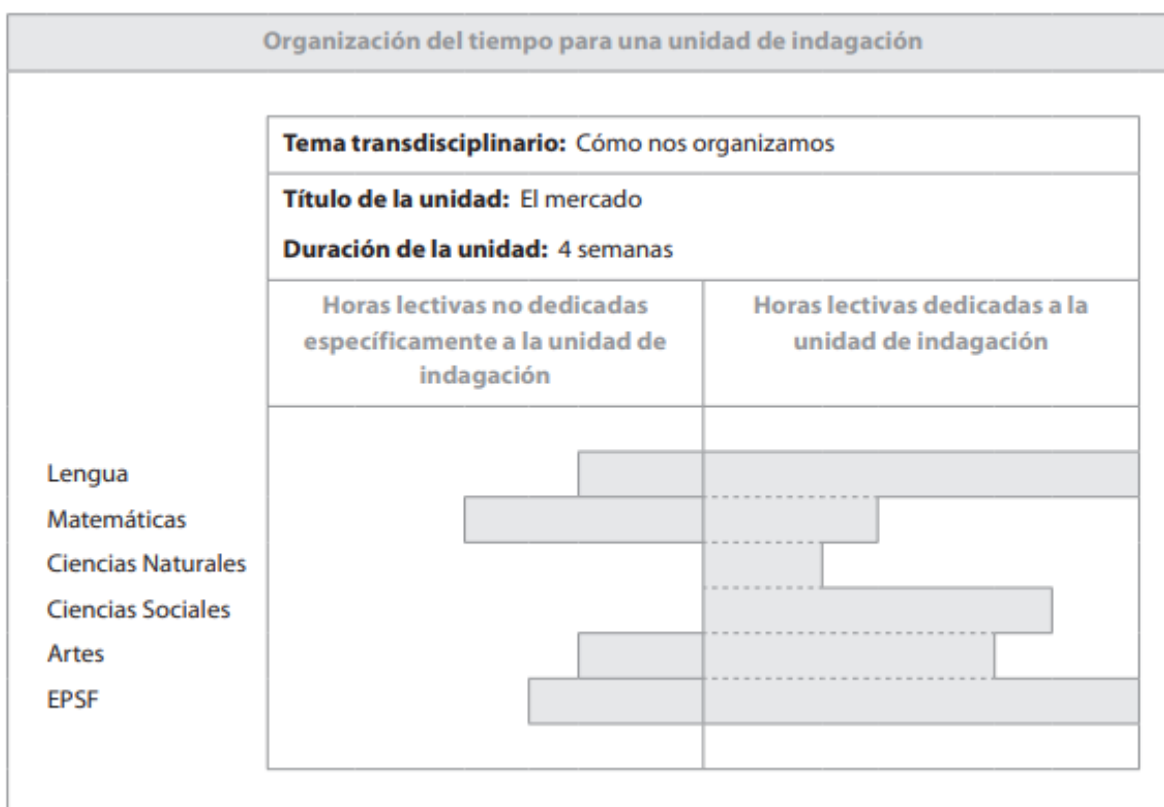 Organización del tiempo para una unidad de indagación
Tema transdisciplinario: Cómo nos organizamos
Título de la unidad: El mercado
Duración de la unidad: 4 semanas
Horas lectivas no dedicadas
específicamente a la unidad de
indagación
Horas lectivas dedicadas a la
unidad de indagación
Lengua
Matemáticas
Ciencias Naturales
Ciencias Sociales
Artes
EPSF